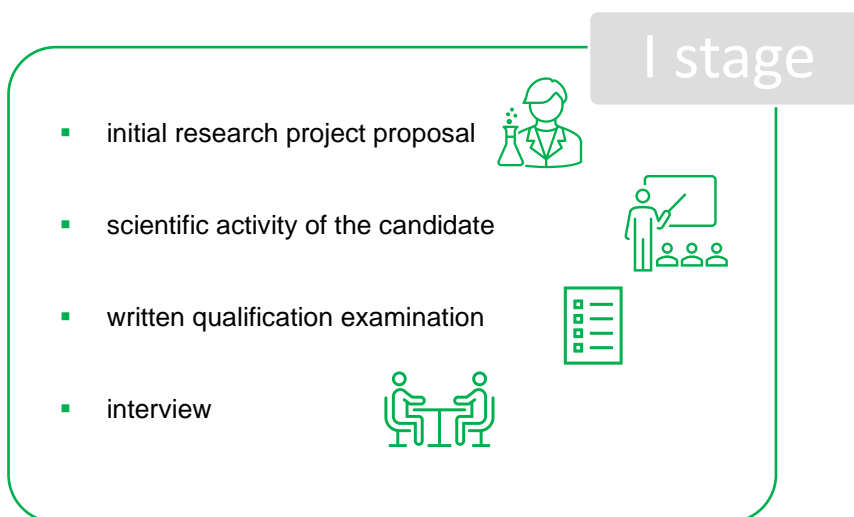 I stage
▪ initial research project proposal
▪ scientific activity of the candidate
▪ written qualification examination
▪ interview